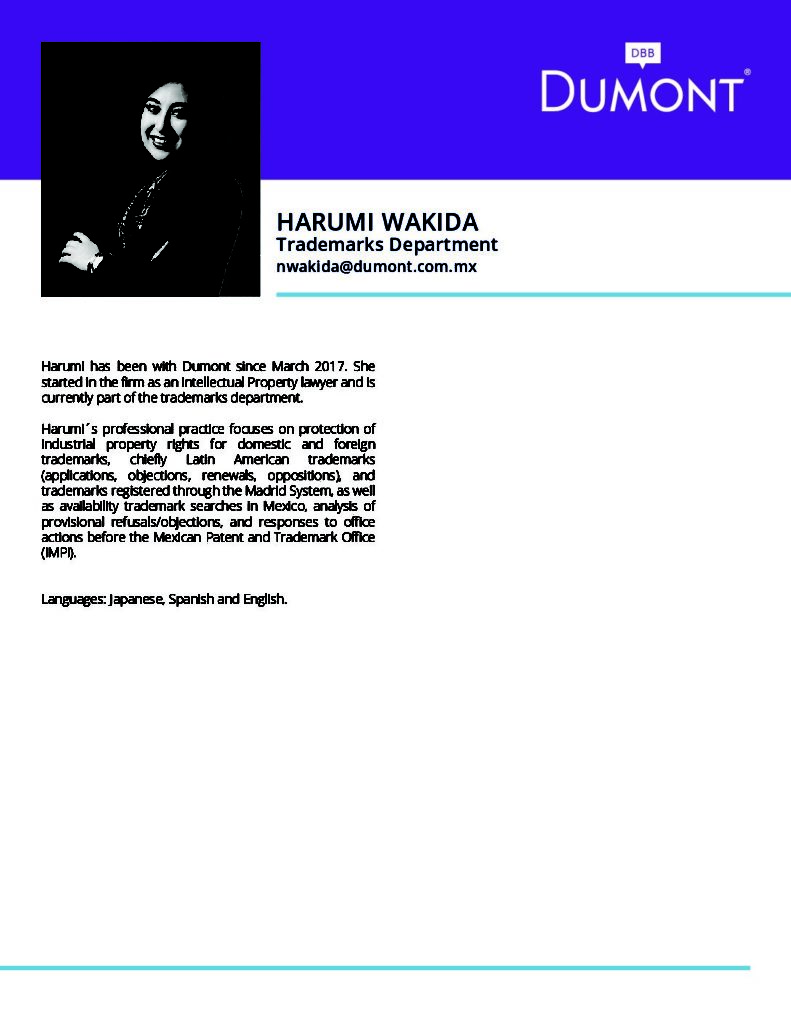 DBB
DUMONT®
HARUMI WAKIDA
Trademarks Department
nwakida@dumont.com.mx
Harumi has been with Dumont since March 2017. She
started in the firm as an Intellectual Property lawyer and is
currently part of the trademarks department.
Harumi´s professional practice focuses on protection of
industrial property rights for domestic and foreign
trademarks, chiefly Latin American trademarks
(applications, objections, renewals, oppositions), and
trademarks registered through the Madrid System, as well
as availability trademark searches in Mexico, analysis of
provisional refusals/objections, and responses to office
actions before the Mexican Patent and Trademark Office
(IMPI).
Languages: Japanese, Spanish and English.